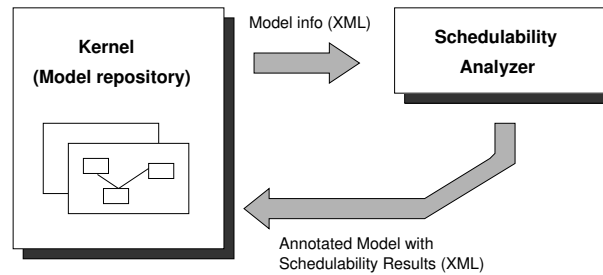 Kernel
(Model repository)
Model info (XML)
Schedulability
Analyzer
Annotated Model with
Schedulability Results (XML)